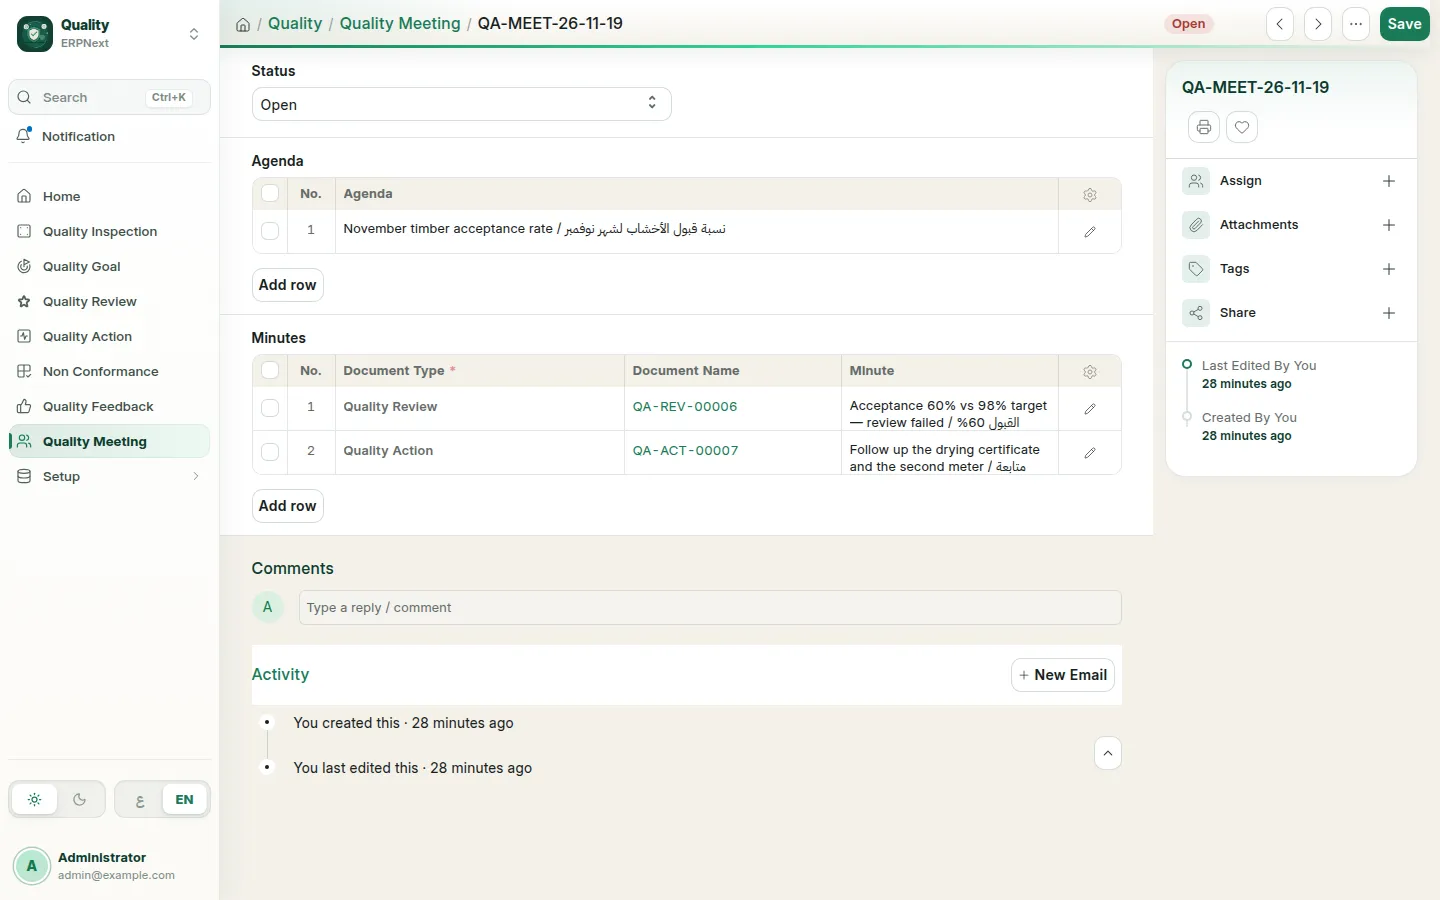 Quality
ERPNext
Search
Ctrl+K
Notification
Home
Quality Inspection
Quality Goal
Quality Review
Quality Action
Non Conformance
Quality Feedback
Quality Meeting
Setup
ع
EN
A
Administrator
admin@example.com
/ Quality / Quality Meeting / QA-MEET-26-11-19
Open
Save
Status
Open
Agenda
No. Agenda
1 November timber acceptance rate / نسبة قبول الأخشاب لشهر نوفمبر
Add row
Minutes
No. Document Type * Document Name Minute
1 Quality Review QA-REV-00006 Acceptance 60% vs 98% target
— review failed / القبول 60%
2 Quality Action QA-ACT-00007 Follow up the drying certificate
and the second meter / متابعة
Add row
Comments
A
Type a reply / comment
Activity
+ New Email
You created this · 28 minutes ago
You last edited this · 28 minutes ago
QA-MEET-26-11-19
Assign
Attachments
Tags
Share
Last Edited By You
28 minutes ago
Created By You
28 minutes ago